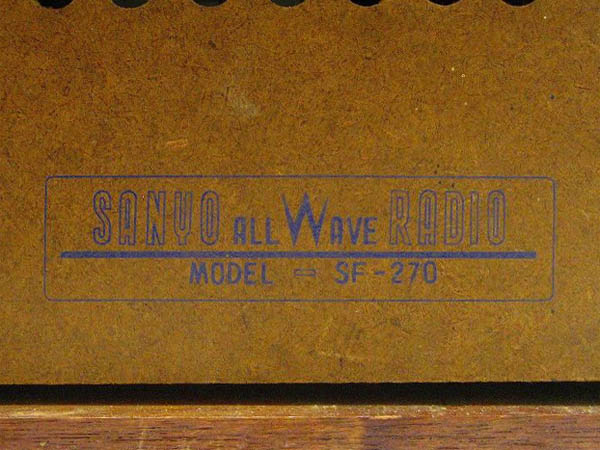 SANYO ALL WAVE RADIO
MODEL = SF-270